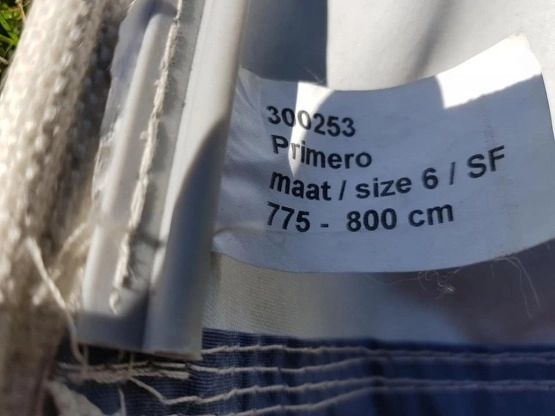 300253
Primero
maat / size 6 / SF
775 - 800 cm